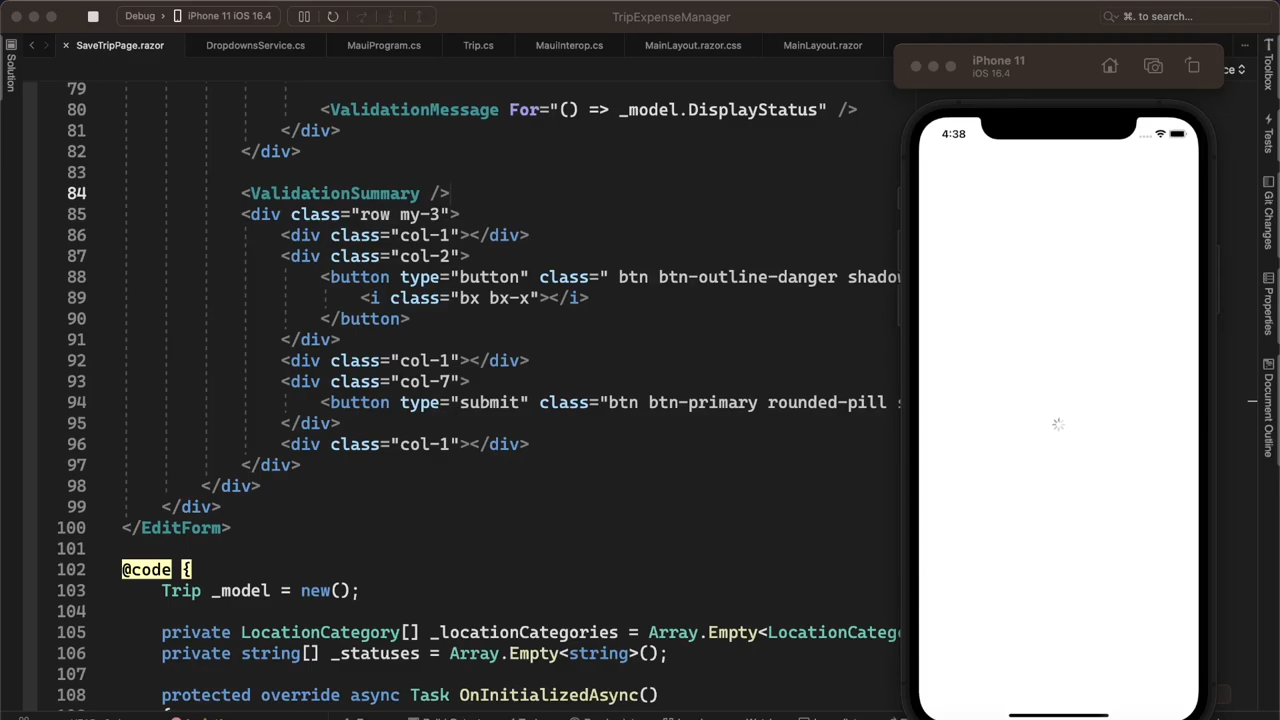 Debug
iPhone 11 iOS 16.4
TripExpenseManager
⌘. to search...
SaveTripPage.razor
DropdownsService.cs
MauiProgram.cs
Trip.cs
MauiInterop.cs
MainLayout.razor.css
MainLayout.razor
iPhone 11
iOS 16.4
Solution
Toolbox
Tests
Git Changes
Properties
Document Outline
4:38
79
80 <ValidationMessage For="() => _model.DisplayStatus" />
81 </div>
82 </div>
83
84 <ValidationSummary />
85 <div class="row my-3">
86 <div class="col-1"></div>
87 <div class="col-2">
88 <button type="button" class=" btn btn-outline-danger shadow
89 <i class="bx bx-x"></i>
90 </button>
91 </div>
92 <div class="col-1"></div>
93 <div class="col-7">
94 <button type="submit" class="btn btn-primary rounded-pill s
95 </div>
96 <div class="col-1"></div>
97 </div>
98 </div>
99 </div>
100 </EditForm>
101
102 @code {
103 Trip _model = new();
104
105 private LocationCategory[] _locationCategories = Array.Empty<LocationCateg
106 private string[] _statuses = Array.Empty<string>();
107
108 protected override async Task OnInitializedAsync()